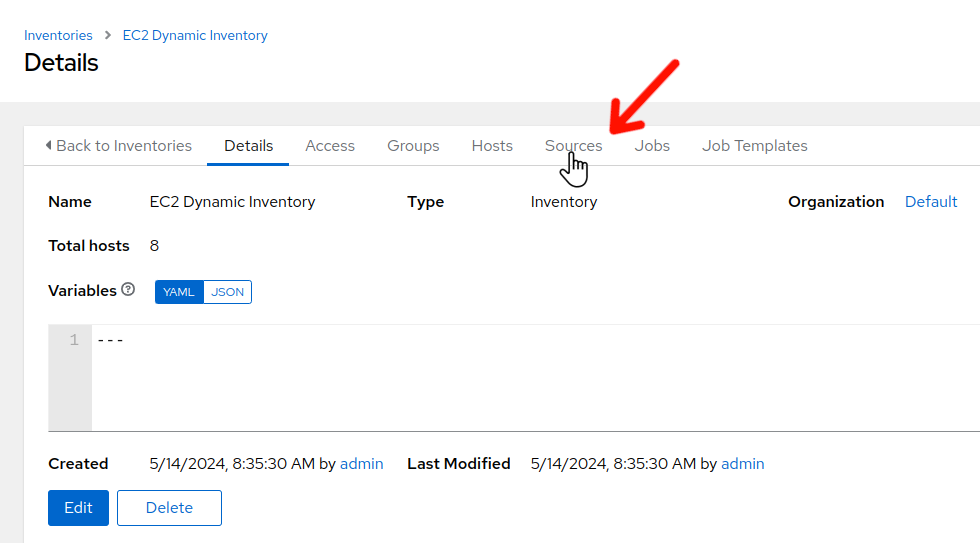 Inventories > EC2 Dynamic Inventory
Details
Back to Inventories Details Access Groups Hosts Sources Jobs Job Templates
Name EC2 Dynamic Inventory Type Inventory Organization Default
Total hosts 8
Variables ? YAML JSON
1 ---
Created 5/14/2024, 8:35:30 AM by admin Last Modified 5/14/2024, 8:35:30 AM by admin
Edit Delete